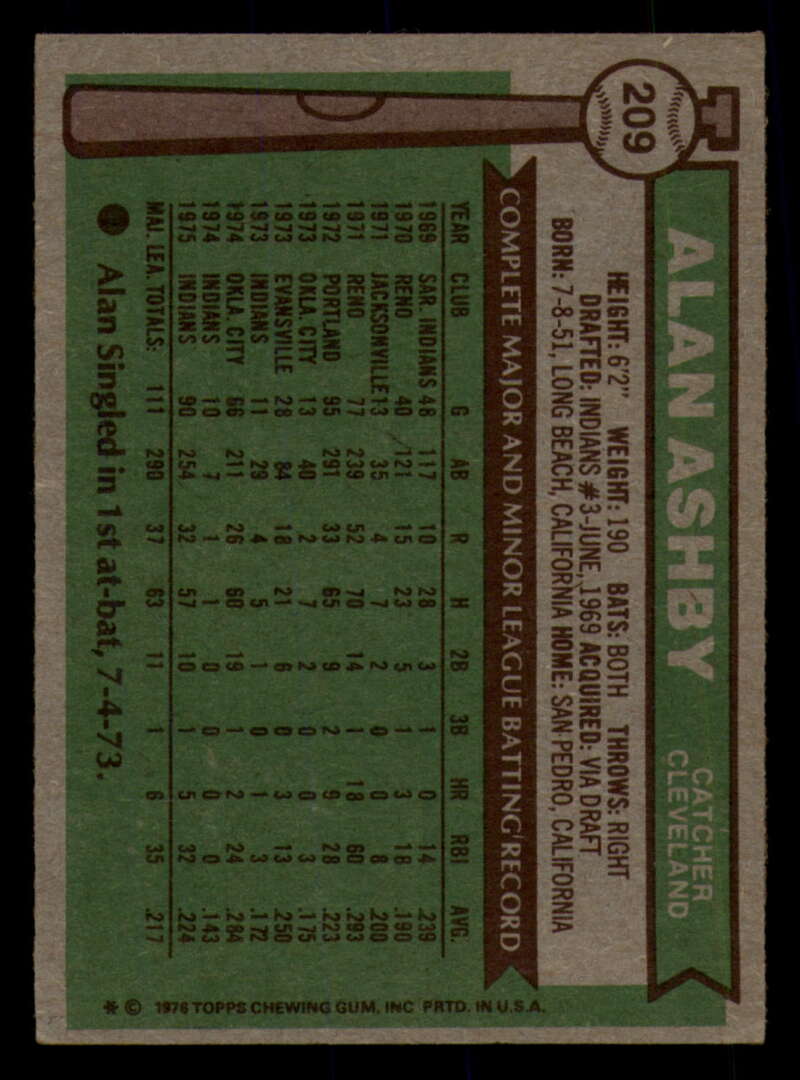 209
ALAN ASHBY
CATCHER
CLEVELAND
HEIGHT: 6'2" WEIGHT: 190 BATS: BOTH THROWS: RIGHT
DRAFTED: INDIANS #3-JUNE, 1969 ACQUIRED: VIA DRAFT
BORN: 7-8-51, LONG BEACH, CALIFORNIA HOME: SAN PEDRO, CALIFORNIA
COMPLETE MAJOR AND MINOR LEAGUE BATTING RECORD
YEAR CLUB G AB R H 2B 3B HR RBI AVG.
1969 SAR. INDIANS 48 117 10 28 3 1 0 14 .239
1970 RENO 40 121 15 23 5 1 3 18 .190
1971 JACKSONVILLE 13 35 4 7 2 0 0 8 .200
1971 RENO 77 239 52 70 14 1 18 60 .293
1972 PORTLAND 95 291 33 65 9 2 9 28 .223
1973 OKLA. CITY 13 40 2 7 2 0 0 3 .175
1973 EVANSVILLE 28 84 18 21 6 0 3 13 .250
1973 INDIANS 11 29 4 5 1 0 1 3 .172
1974 OKLA. CITY 66 211 26 60 19 1 2 24 .284
1974 INDIANS 10 7 1 1 0 0 0 0 .143
1975 INDIANS 90 254 32 57 10 1 5 32 .224
MAJ. LEA. TOTALS: 111 290 37 63 11 1 6 35 .217
Alan Singled in 1st at-bat, 7-4-73.
* © 1976 TOPPS CHEWING GUM, INC PRTD. IN U.S.A.